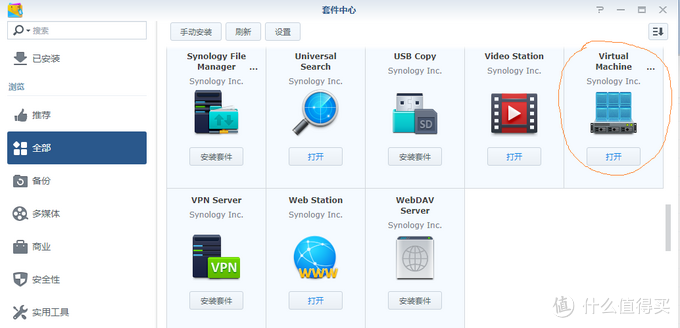 套件中心
搜索
手动安装
刷新
设置
已安装
浏览
推荐
全部
备份
多媒体
商业
安全性
实用工具
Synology File
Manager ...
Synology Inc.
安装套件
Universal
Search
Synology Inc.
打开
USB Copy
Synology Inc.
SD
安装套件
Video Station
Synology Inc.
打开
Virtual
Machine ...
Synology Inc.
打开
VPN Server
Synology Inc.
VPN
安装套件
Web Station
Synology Inc.
WWW
打开
WebDAV
Server
Synology Inc.
安装套件
值 什么值得买